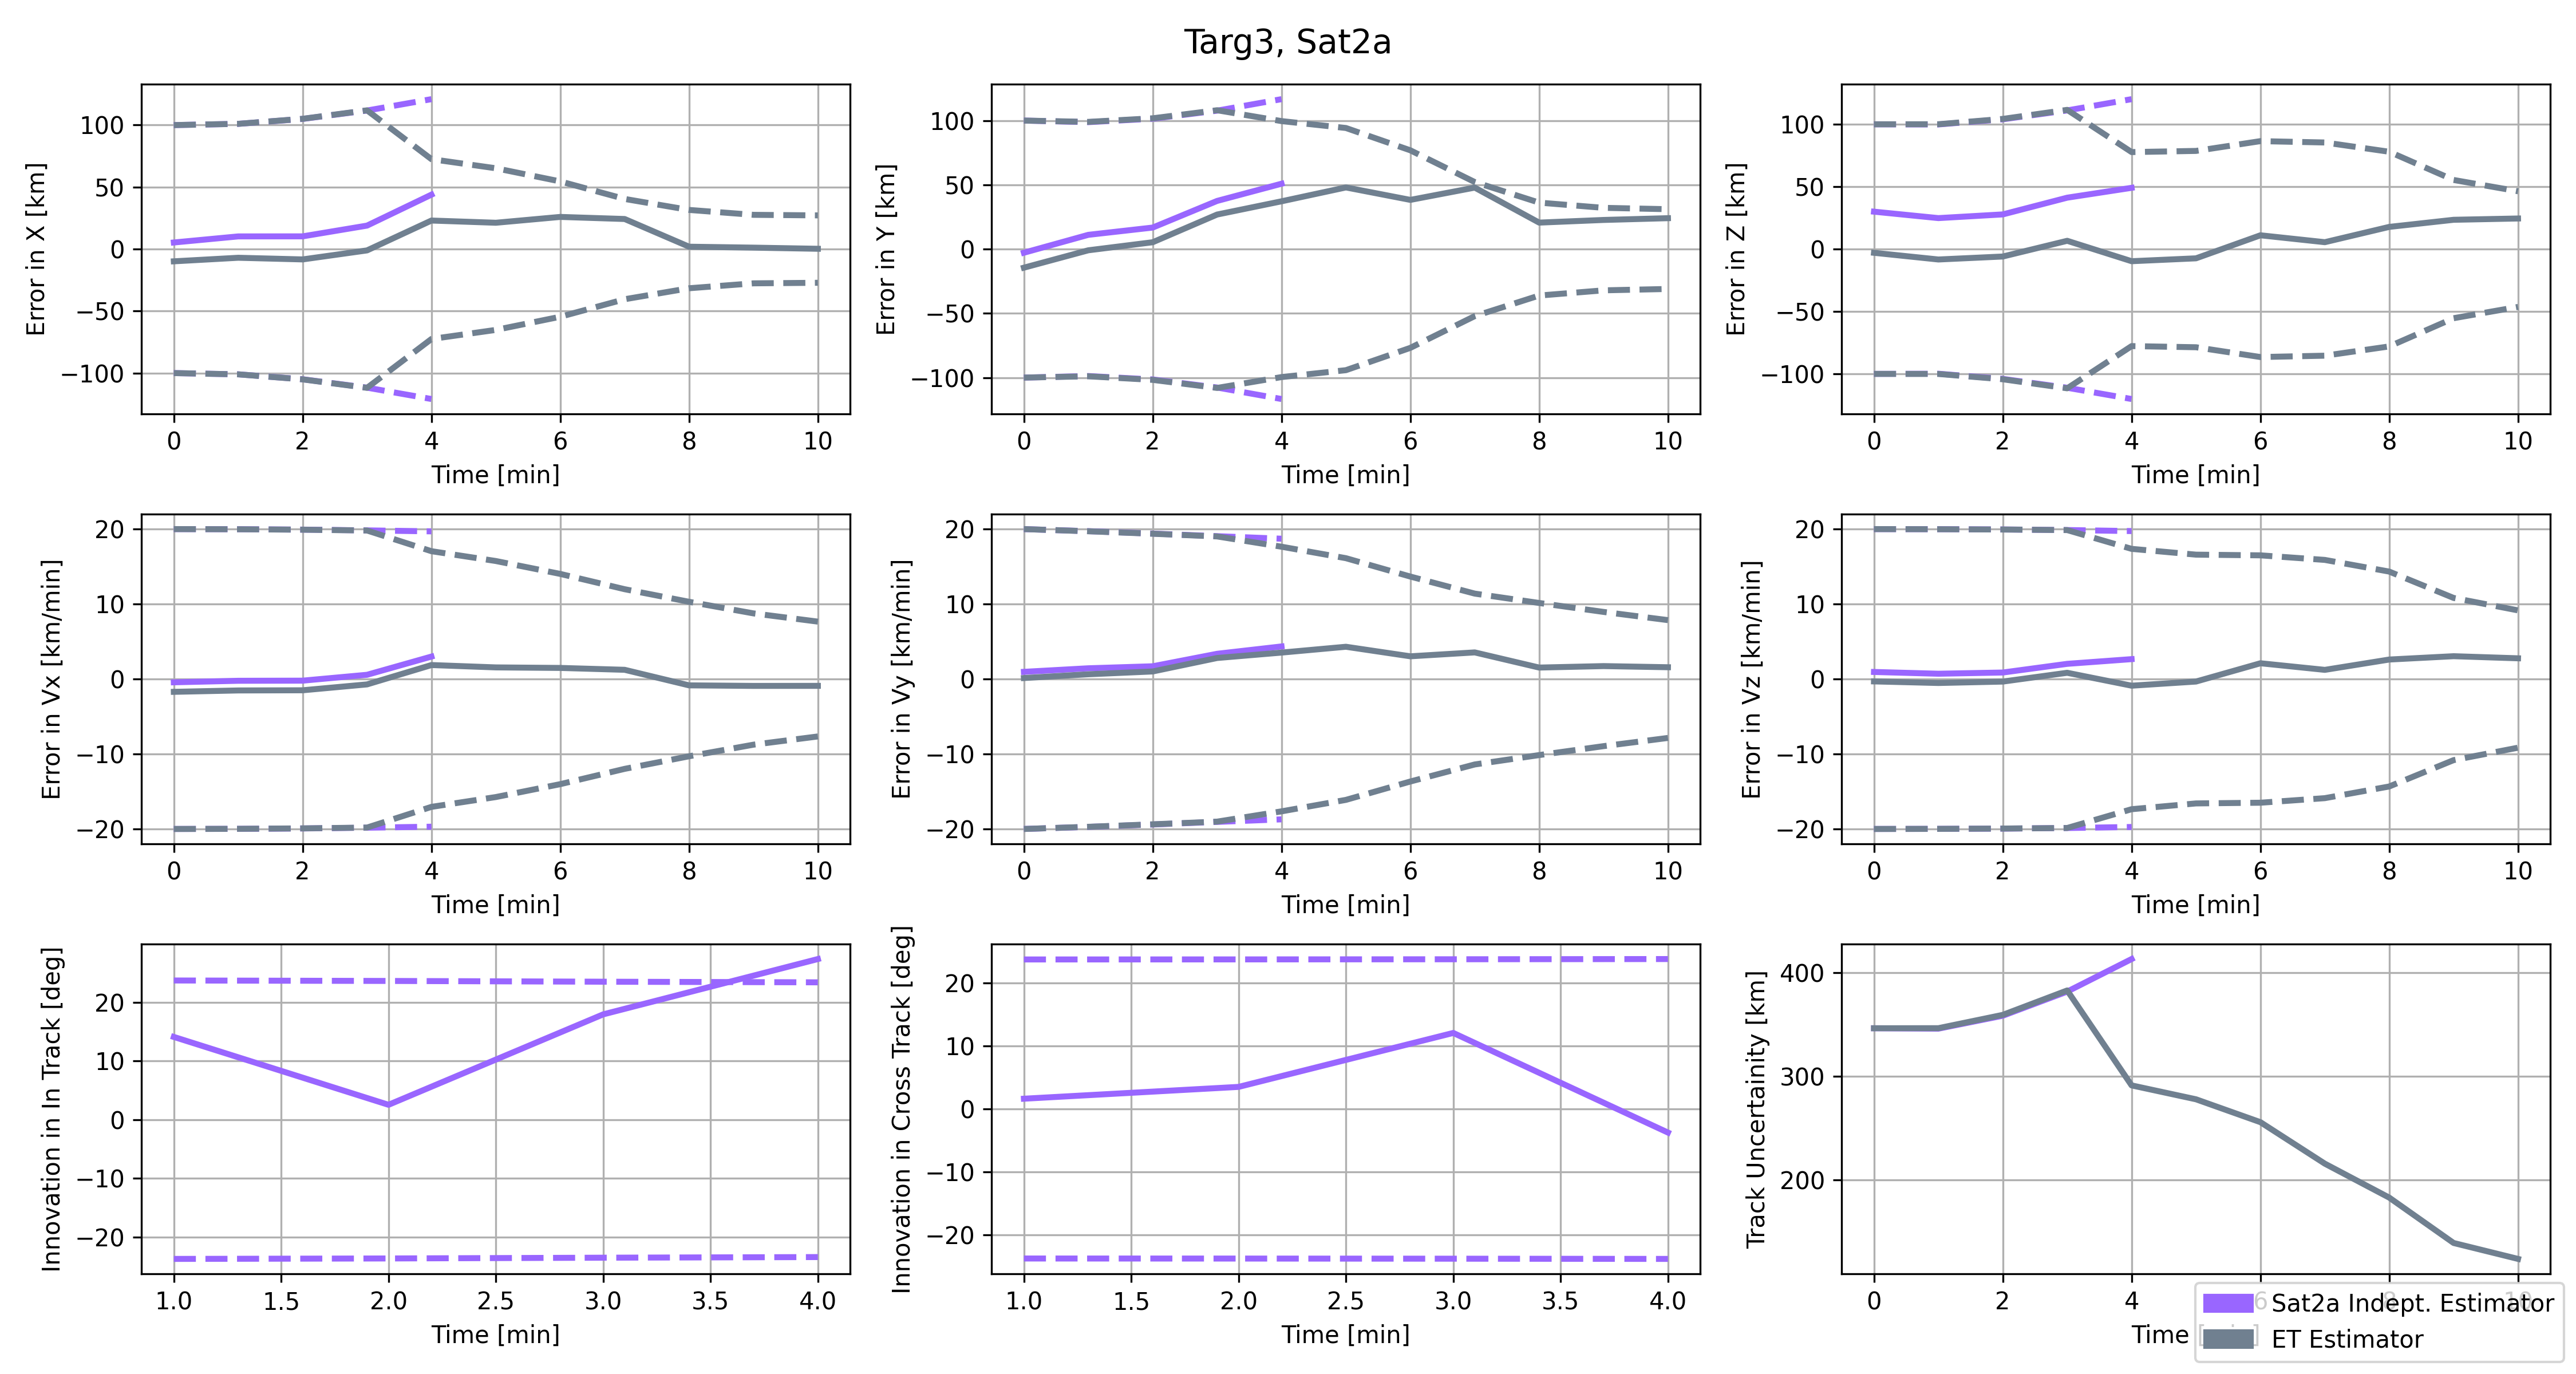 Targ3, Sat2a
Error in X [km]
100
50
0
−50
−100
0 2 4 6 8 10
Time [min]
Error in Y [km]
100
50
0
−50
−100
0 2 4 6 8 10
Time [min]
Error in Z [km]
100
50
0
−50
−100
0 2 4 6 8 10
Time [min]
Error in Vx [km/min]
20
10
0
−10
−20
0 2 4 6 8 10
Time [min]
Error in Vy [km/min]
20
10
0
−10
−20
0 2 4 6 8 10
Time [min]
Error in Vz [km/min]
20
10
0
−10
−20
0 2 4 6 8 10
Time [min]
Innovation in In Track [deg]
20
10
0
−10
−20
1.0 1.5 2.0 2.5 3.0 3.5 4.0
Time [min]
Innovation in Cross Track [deg]
20
10
0
−10
−20
1.0 1.5 2.0 2.5 3.0 3.5 4.0
Time [min]
Track Uncertainity [km]
400
300
200
0 2 4 6 8 10
Time
Sat2a Indept. Estimator
ET Estimator